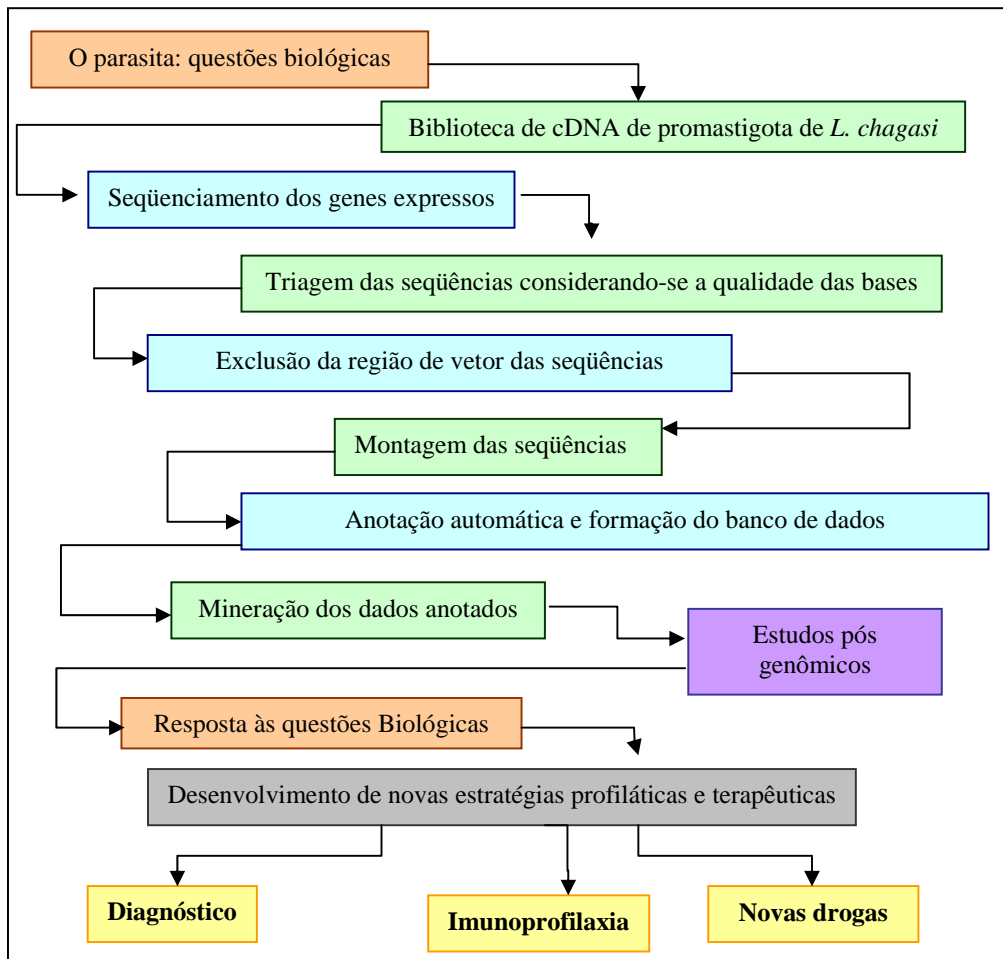 O parasita: questões biológicas
Biblioteca de cDNA de promastigota de L. chagasi
Seqüenciamento dos genes expressos
Triagem das seqüências considerando-se a qualidade das bases
Exclusão da região de vetor das seqüências
Montagem das seqüências
Anotação automática e formação do banco de dados
Mineração dos dados anotados
Estudos pós
genômicos
Resposta às questões Biológicas
Desenvolvimento de novas estratégias profiláticas e terapêuticas
Diagnóstico
Imunoprofilaxia
Novas drogas